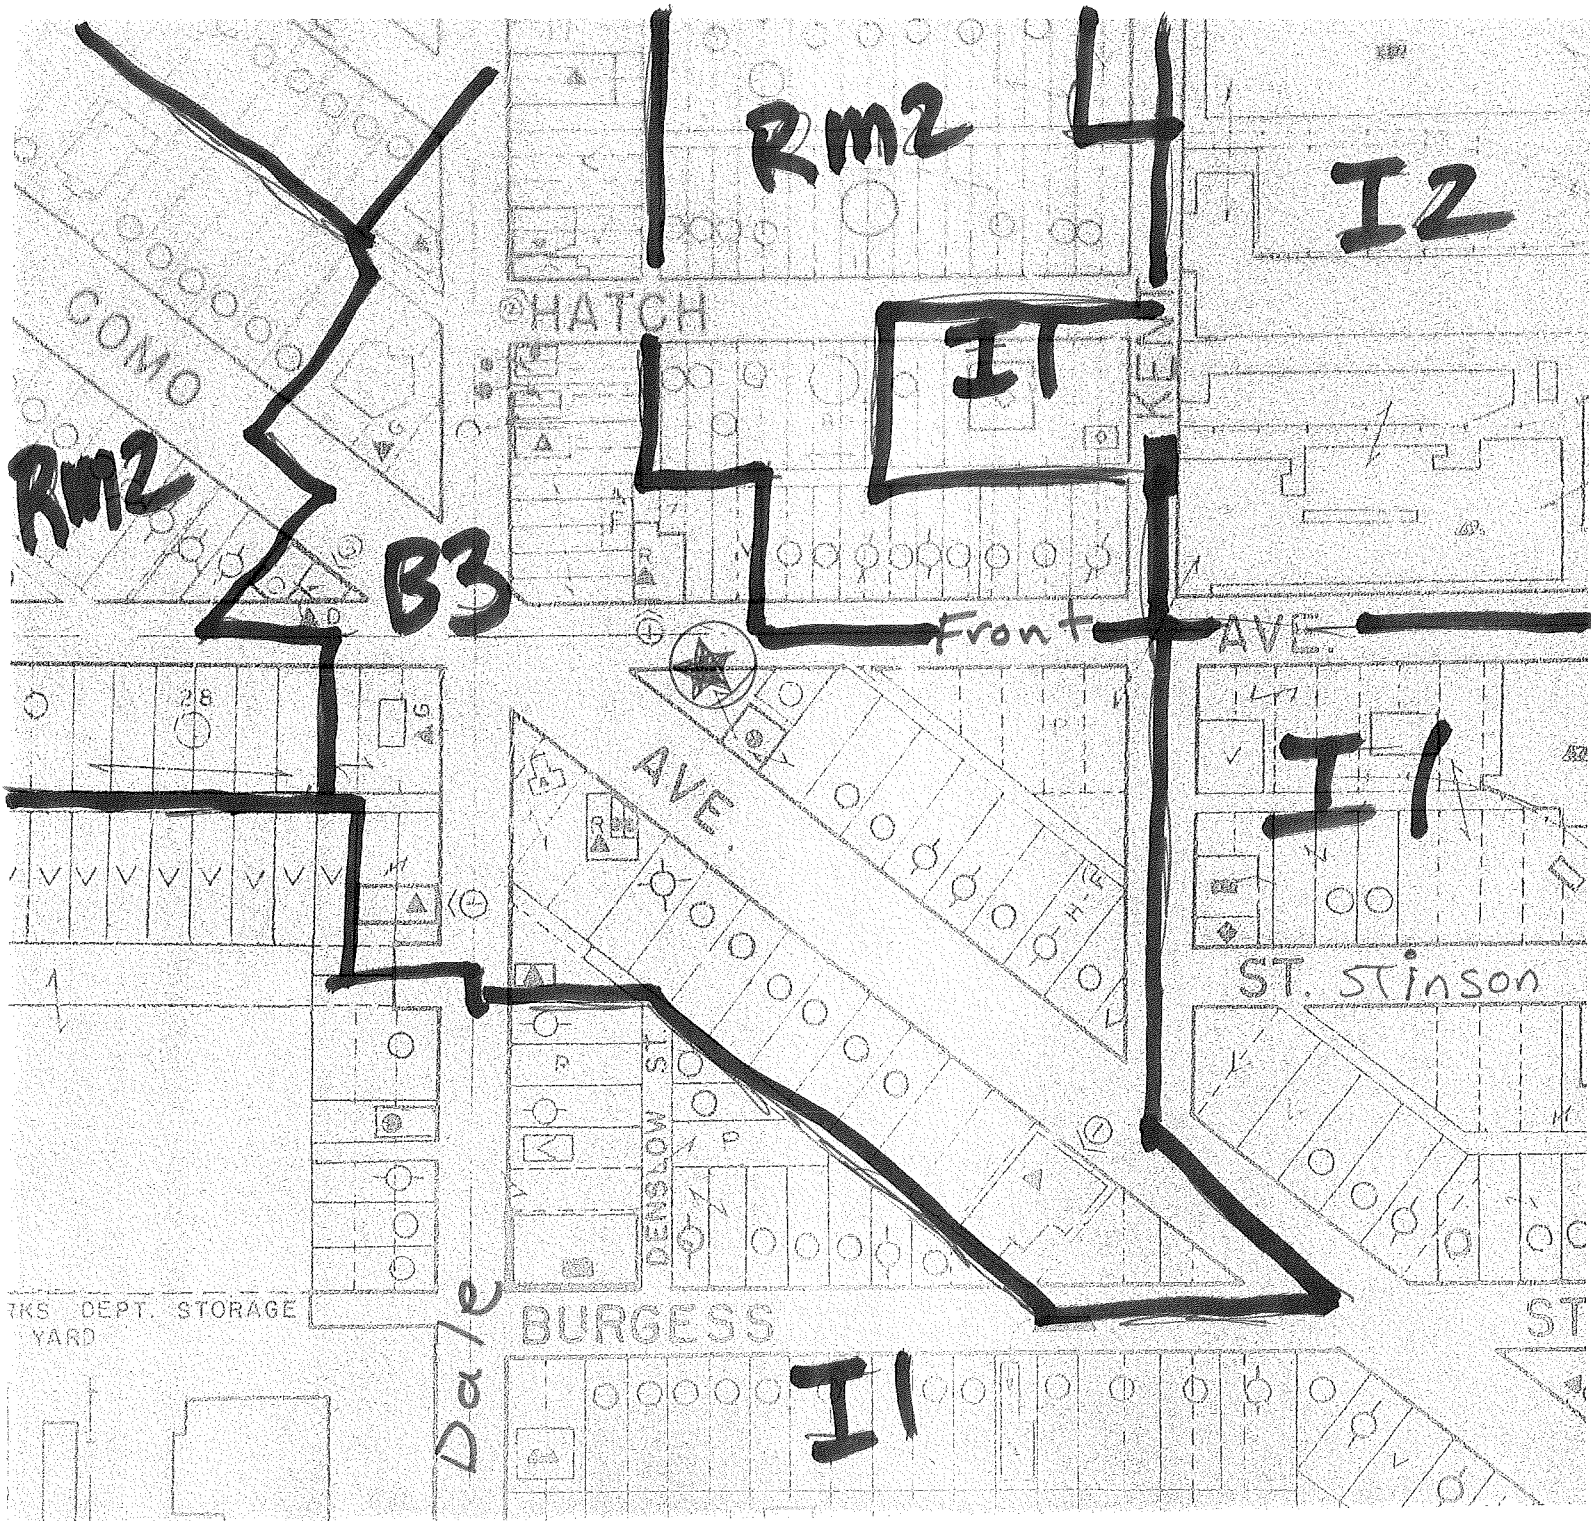 Rm2
I2
HATCH
COMO
I1
KENT
Rm2
B3
Front AVE.
28
G
AVE.
I1
ST. Stinson
DENSLOW ST.
RKS DEPT. STORAGE
YARD
Dale
BURGESS
ST
I1